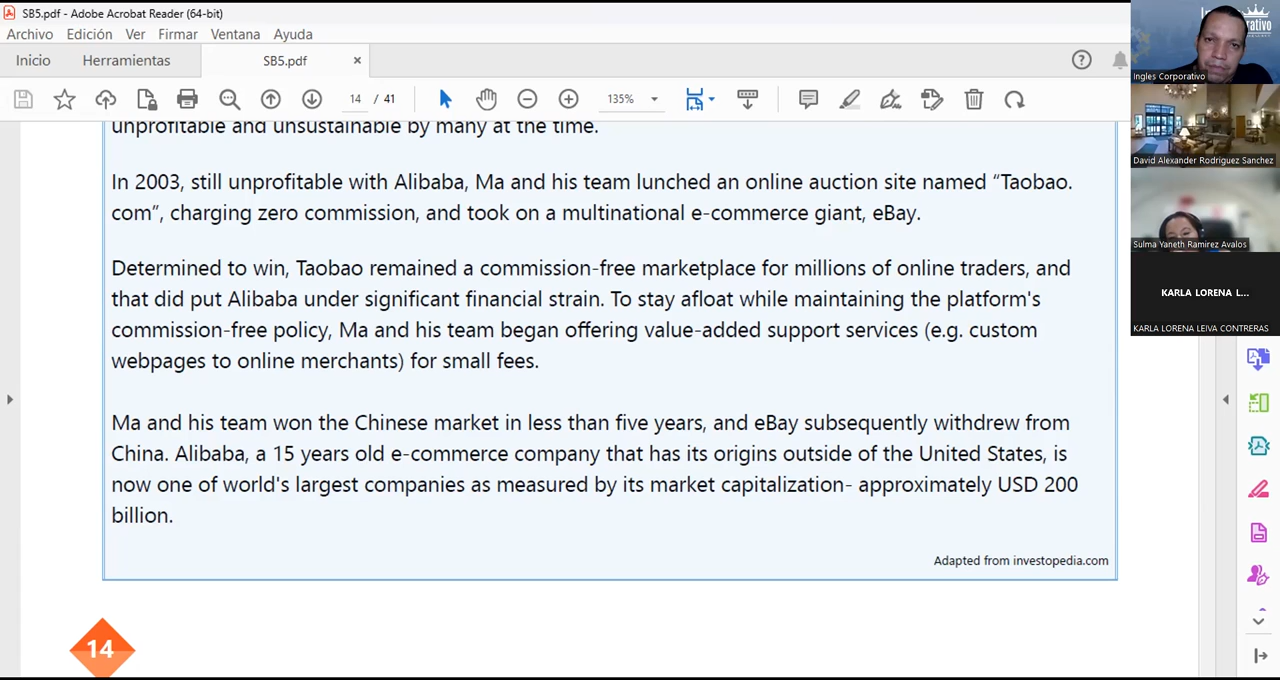 SB5.pdf - Adobe Acrobat Reader (64-bit)
Archivo Edición Ver Firmar Ventana Ayuda
Inicio Herramientas SB5.pdf ×
14 / 41 135%
unprofitable and unsustainable by many at the time.
In 2003, still unprofitable with Alibaba, Ma and his team lunched an online auction site named “Taobao.
com”, charging zero commission, and took on a multinational e-commerce giant, eBay.
Determined to win, Taobao remained a commission-free marketplace for millions of online traders, and
that did put Alibaba under significant financial strain. To stay afloat while maintaining the platform's
commission-free policy, Ma and his team began offering value-added support services (e.g. custom
webpages to online merchants) for small fees.
Ma and his team won the Chinese market in less than five years, and eBay subsequently withdrew from
China. Alibaba, a 15 years old e-commerce company that has its origins outside of the United States, is
now one of world's largest companies as measured by its market capitalization- approximately USD 200
billion.
Adapted from investopedia.com
14
Ingles Corporativo
David Alexander Rodriguez Sanchez
Sulma Yaneth Ramirez Avalos
KARLA LORENA L...
KARLA LORENA LEIVA CONTRERAS